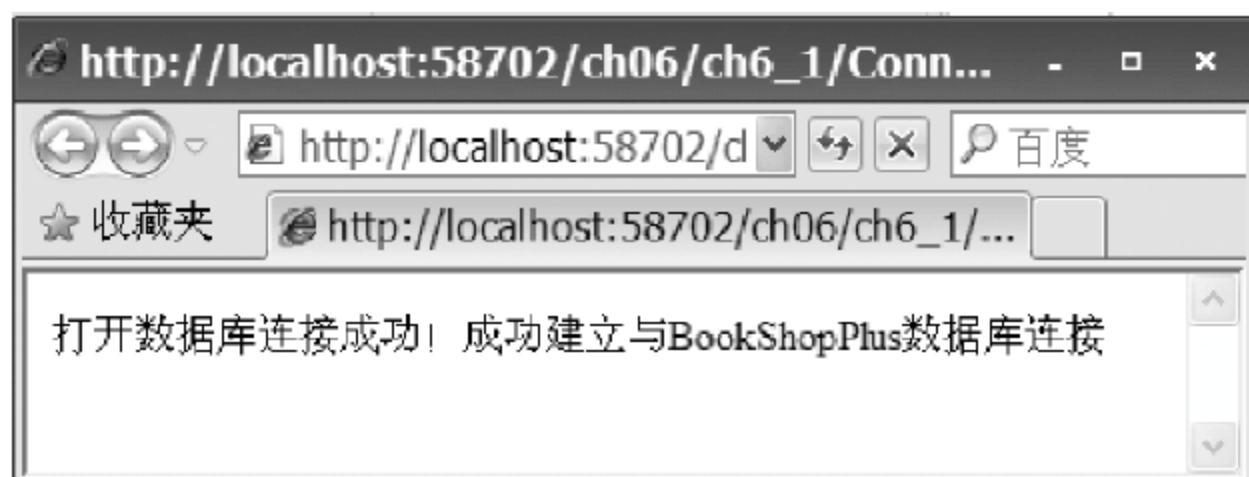 http://localhost:58702/ch06/ch6_1/Conn...
http://localhost:58702/d
百度
收藏夹
http://localhost:58702/ch06/ch6_1/...
打开数据库连接成功！成功建立与BookShopPlus数据库连接